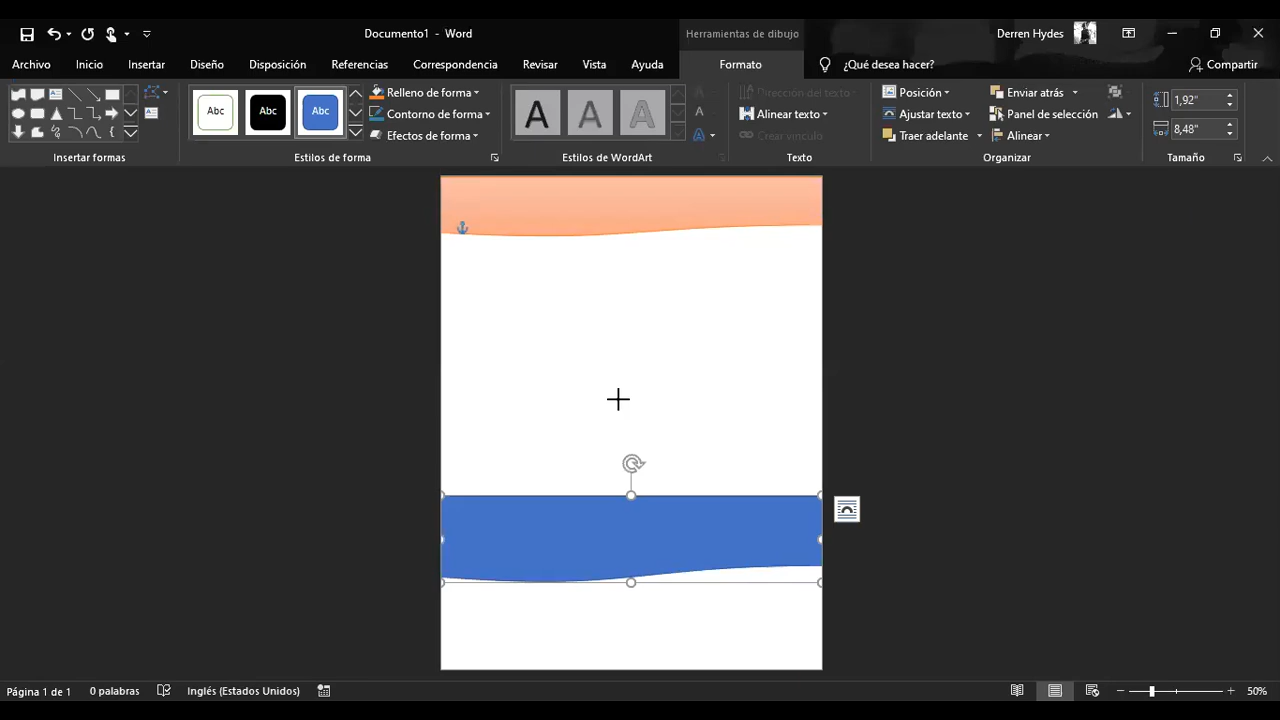 Documento1 - Word
Herramientas de dibujo
Derren Hydes
Archivo Inicio Insertar Diseño Disposición Referencias Correspondencia Revisar Vista Ayuda Formato ¿Qué desea hacer? Compartir
Abc Abc Abc
Relleno de forma
Contorno de forma
Efectos de forma
A A A
A
A
A
Dirección del texto
Alinear texto
Crear vínculo
Posición
Ajustar texto
Traer adelante
Enviar atrás
Panel de selección
Alinear
1,92"
8,48"
Insertar formas Estilos de forma Estilos de WordArt Texto Organizar Tamaño
Página 1 de 1 0 palabras Inglés (Estados Unidos) 50%